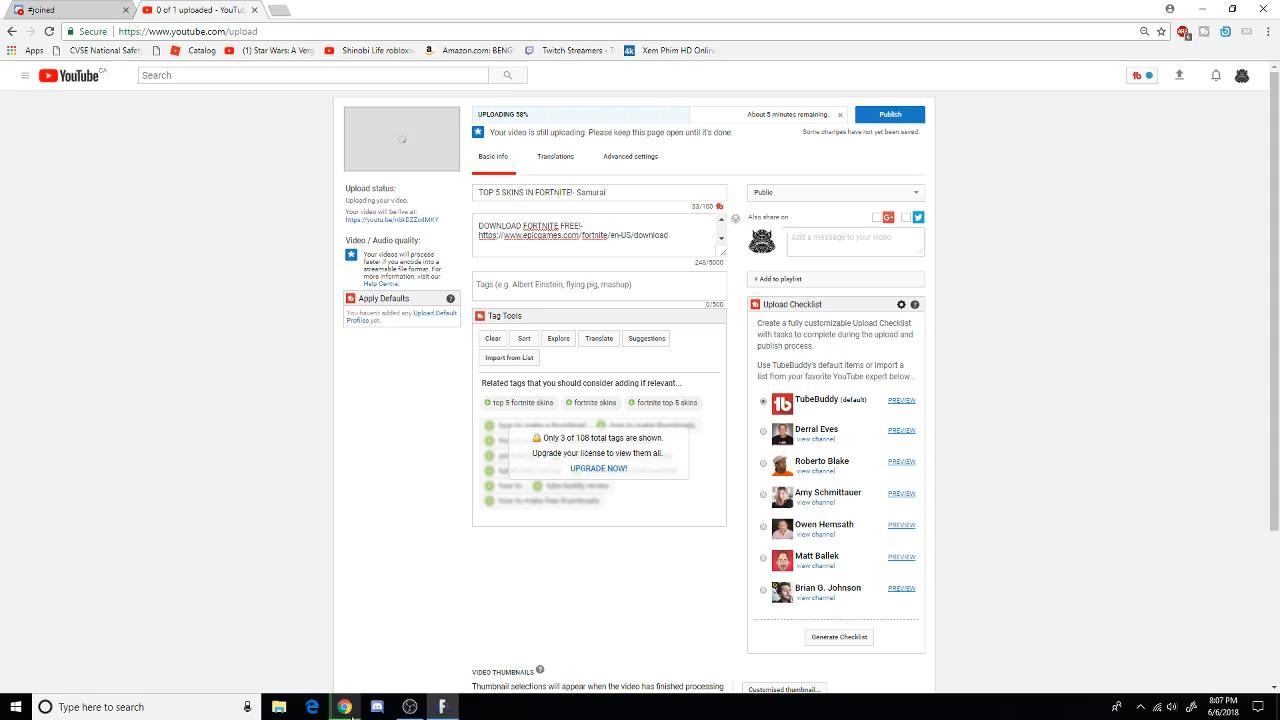 #joined
0 of 1 uploaded - YouTu
Secure
https://www.youtube.com/upload
Apps
CVSE National Safet
Catalog
(1) Star Wars: A Verg
Shinobi Life roblox
Amazon.com BENG
Twitch Streamers - T
4k
Xem Phim HD Onlin
YouTube CA
Search
UPLOADING 58%
About 5 minutes remaining.
Publish
Your video is still uploading. Please keep this page open until it's done.
Some changes have not yet been saved.
Basic info
Translations
Advanced settings
Upload status:
Uploading your video.
Your video will be live at:
Video / Audio quality:
Your videos will process
faster if you encode into a
streamable file format. For
more information, visit our
Help Centre.
Apply Defaults
You haven't added any Upload Default
Profiles yet.
TOP 5 SKINS IN FORTNITE!- Samurai
33/100
DOWNLOAD FORTNITE FREE!-
https://www.epicgames.com/fortnite/en-US/download
248/5000
Tags (e.g. Albert Einstein, flying pig, mashup)
0/500
Tag Tools
Clear
Sort
Explore
Translate
Suggestions
Import from List
Related tags that you should consider adding if relevant...
top 5 fortnite skins
fortnite skins
fortnite top 5 skins
Only 3 of 108 total tags are shown.
Upgrade your license to view them all.
UPGRADE NOW!
VIDEO THUMBNAILS
Thumbnail selections will appear when the video has finished processing.
Customised thumbnail...
Public
Also share on
Add a message to your video
+ Add to playlist
Upload Checklist
Create a fully customizable Upload Checklist
with tasks to complete during the upload and
publish process.
Use TubeBuddy's default items or import a
list from your favorite YouTube expert below...
TubeBuddy (default)
PREVIEW
Derral Eves
view channel
PREVIEW
Roberto Blake
view channel
PREVIEW
Amy Schmittauer
view channel
PREVIEW
Owen Hemsath
view channel
PREVIEW
Matt Ballek
view channel
PREVIEW
Brian G. Johnson
view channel
PREVIEW
Generate Checklist
Type here to search
8:07 PM
6/6/2018